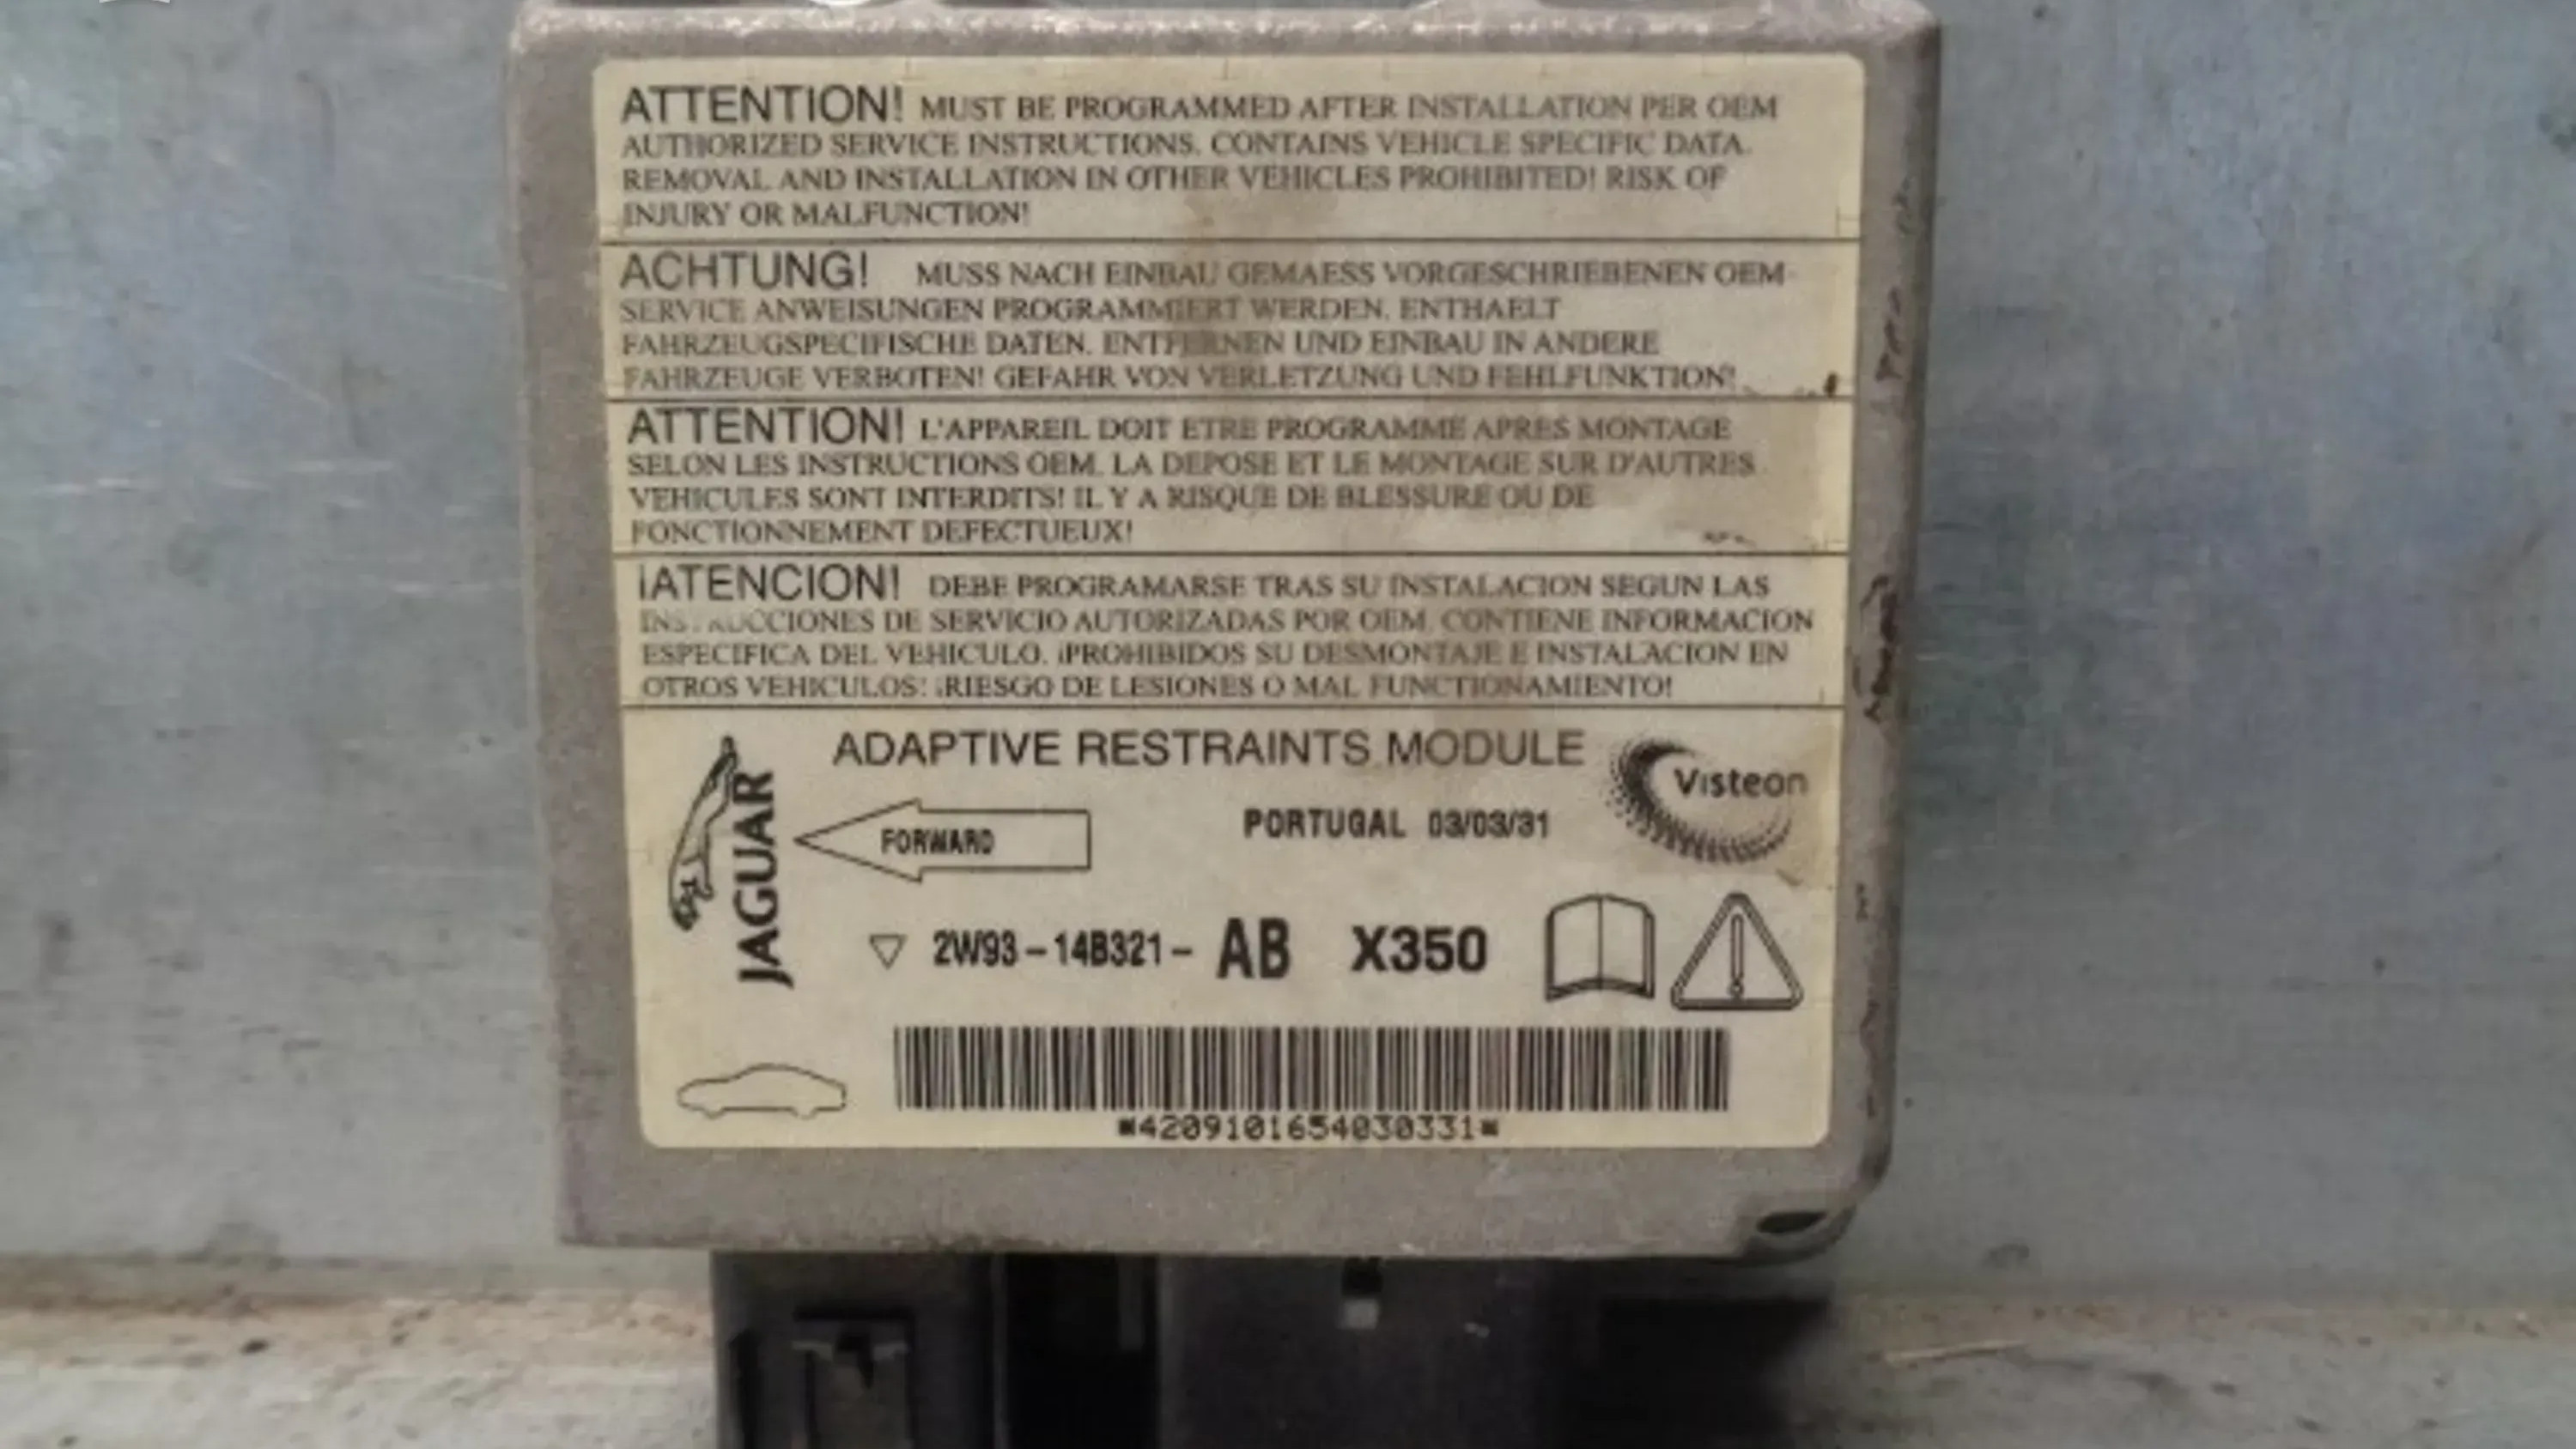 ATTENTION! MUST BE PROGRAMMED AFTER INSTALLATION PER OEM
AUTHORIZED SERVICE INSTRUCTIONS. CONTAINS VEHICLE SPECIFIC DATA.
REMOVAL AND INSTALLATION IN OTHER VEHICLES PROHIBITED! RISK OF
INJURY OR MALFUNCTION!
ACHTUNG! MUSS NACH EINBAU GEMAESS VORGESCHRIEBENEN OEM-
SERVICE ANWEISUNGEN PROGRAMMIERT WERDEN. ENTHAELT
FAHRZEUGSPECIFISCHE DATEN. ENTFERNEN UND EINBAU IN ANDERE
FAHRZEUGE VERBOTEN! GEFAHR VON VERLETZUNG UND FEHLFUNKTION!
ATTENTION! L'APPAREIL DOIT ETRE PROGRAMME APRES MONTAGE
SELON LES INSTRUCTIONS OEM. LA DEPOSE ET LE MONTAGE SUR D'AUTRES
VEHICULES SONT INTERDITS! IL Y A RISQUE DE BLESSURE OU DE
FONCTIONNEMENT DEFECTUEUX!
¡ATENCION! DEBE PROGRAMARSE TRAS SU INSTALACION SEGUN LAS
INSTRUCCIONES DE SERVICIO AUTORIZADAS POR OEM. CONTIENE INFORMACION
ESPECIFICA DEL VEHICULO. ¡PROHIBIDOS SU DESMONTAJE E INSTALACION EN
OTROS VEHICULOS! ¡RIESGO DE LESIONES O MAL FUNCTIONAMIENTO!
ADAPTIVE RESTRAINTS MODULE
Visteon
JAGUAR
FORWARD
PORTUGAL 03/03/31
2W93-14B321-AB X350
*4209101654030331*